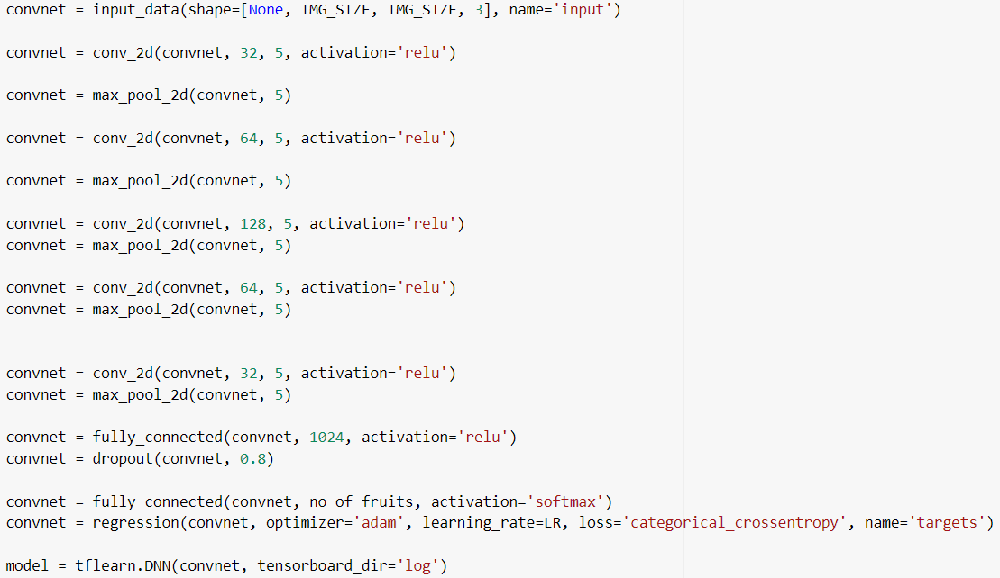 convnet = input_data(shape=[None, IMG_SIZE, IMG_SIZE, 3], name='input')
convnet = conv_2d(convnet, 32, 5, activation='relu')
convnet = max_pool_2d(convnet, 5)
convnet = conv_2d(convnet, 64, 5, activation='relu')
convnet = max_pool_2d(convnet, 5)
convnet = conv_2d(convnet, 128, 5, activation='relu')
convnet = max_pool_2d(convnet, 5)
convnet = conv_2d(convnet, 64, 5, activation='relu')
convnet = max_pool_2d(convnet, 5)
convnet = conv_2d(convnet, 32, 5, activation='relu')
convnet = max_pool_2d(convnet, 5)
convnet = fully_connected(convnet, 1024, activation='relu')
convnet = dropout(convnet, 0.8)
convnet = fully_connected(convnet, no_of_fruits, activation='softmax')
convnet = regression(convnet, optimizer='adam', learning_rate=LR, loss='categorical_crossentropy', name='targets')
model = tflearn.DNN(convnet, tensorboard_dir='log')